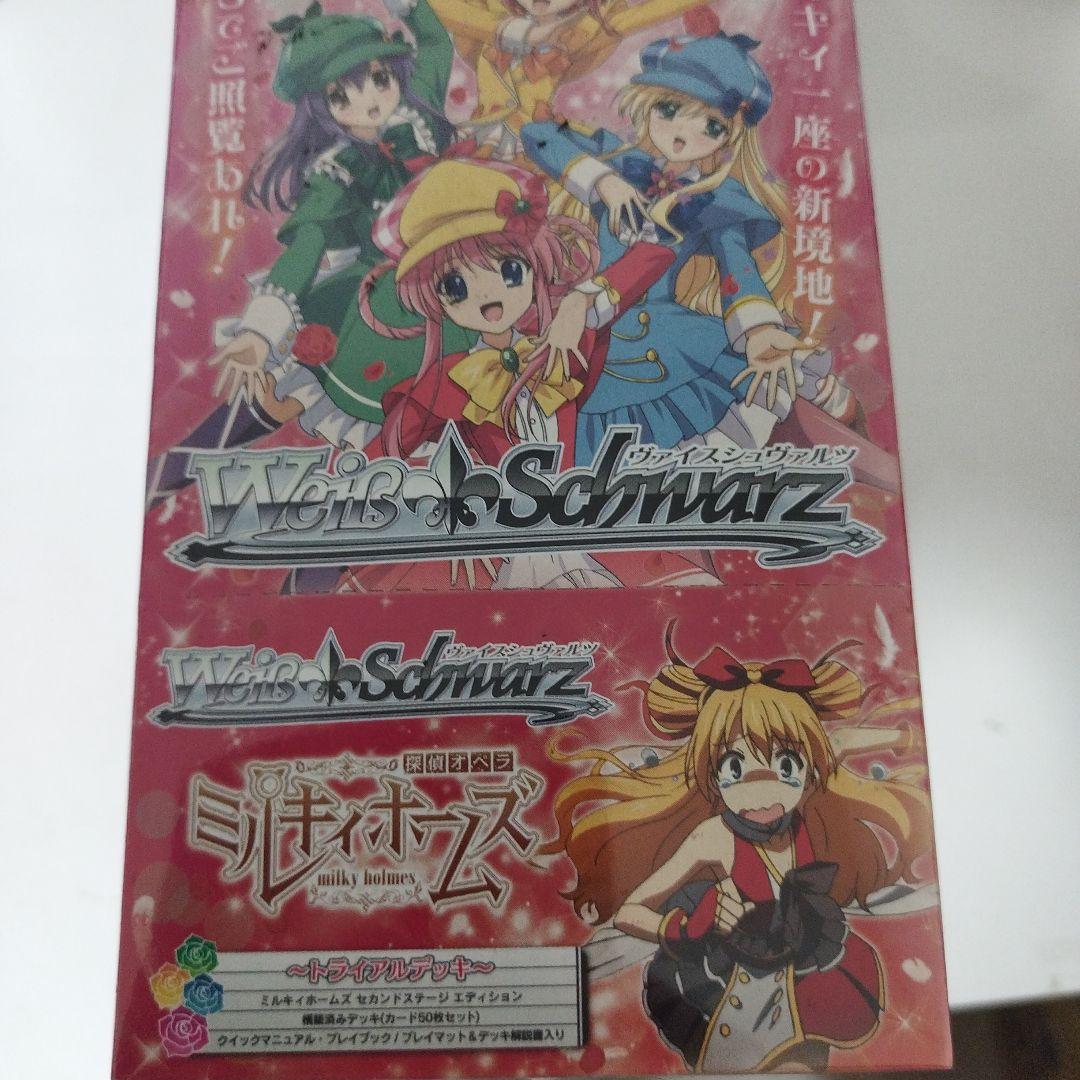 キィ一座の新境地！
ご照覧あれ！
ヴァイスシュヴァルツ
Weiß Schwarz
ヴァイスシュヴァルツ
Weiß Schwarz
探偵オペラ
ミルキィホームズ
milky holmes
～トライアルデッキ～
ミルキィホームズ セカンドステージ エディション
構築済みデッキ(カード50枚セット)
クイックマニュアル・プレイブック / プレイマット＆デッキ解説書入り